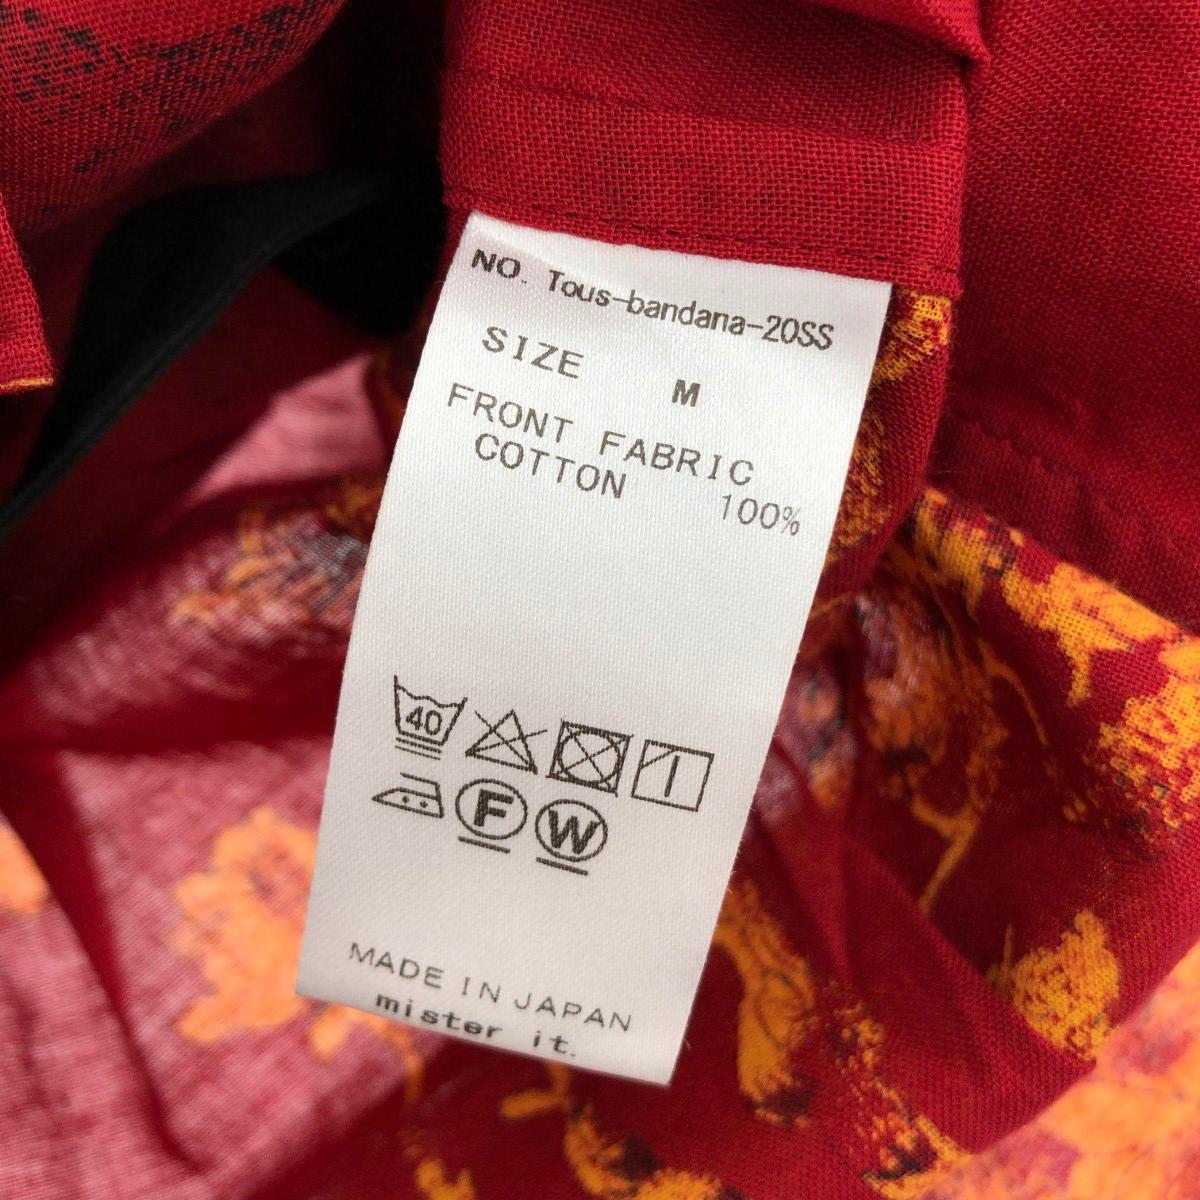 NO. Tous-bandana-20SS
SIZE M
FRONT FABRIC
COTTON 100%
40
F W
MADE IN JAPAN
mister it.